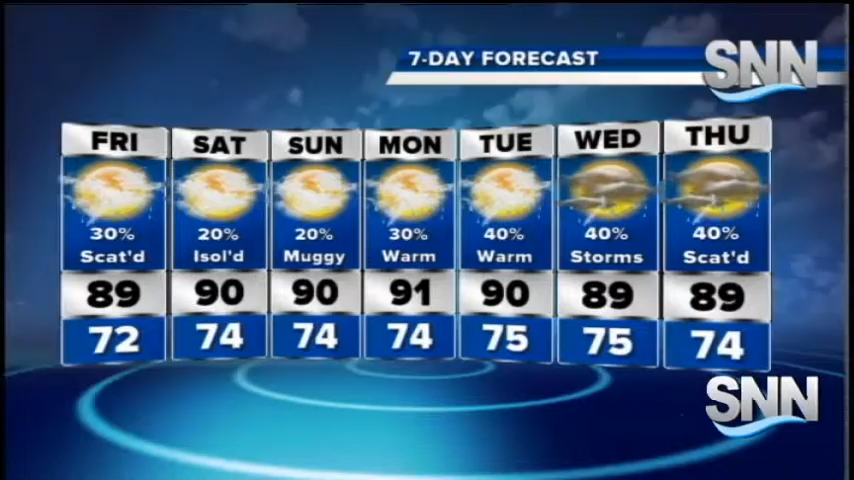 7-DAY FORECAST
SNN
FRI SAT SUN MON TUE WED THU
30% 20% 20% 30% 40% 40% 40%
Scat'd Isol'd Muggy Warm Warm Storms Scat'd
89 90 90 91 90 89 89
72 74 74 74 75 75 74
SNN